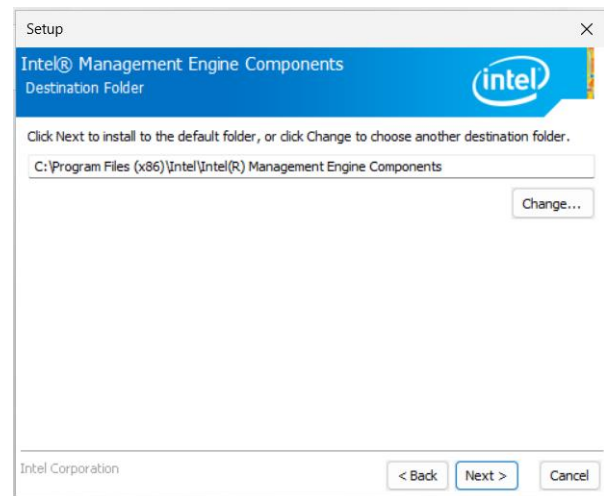 Setup
Intel® Management Engine Components
Destination Folder
intel
Click Next to install to the default folder, or click Change to choose another destination folder.
C:\Program Files (x86)\Intel\Intel(R) Management Engine Components
Change...
Intel Corporation
< Back Next > Cancel